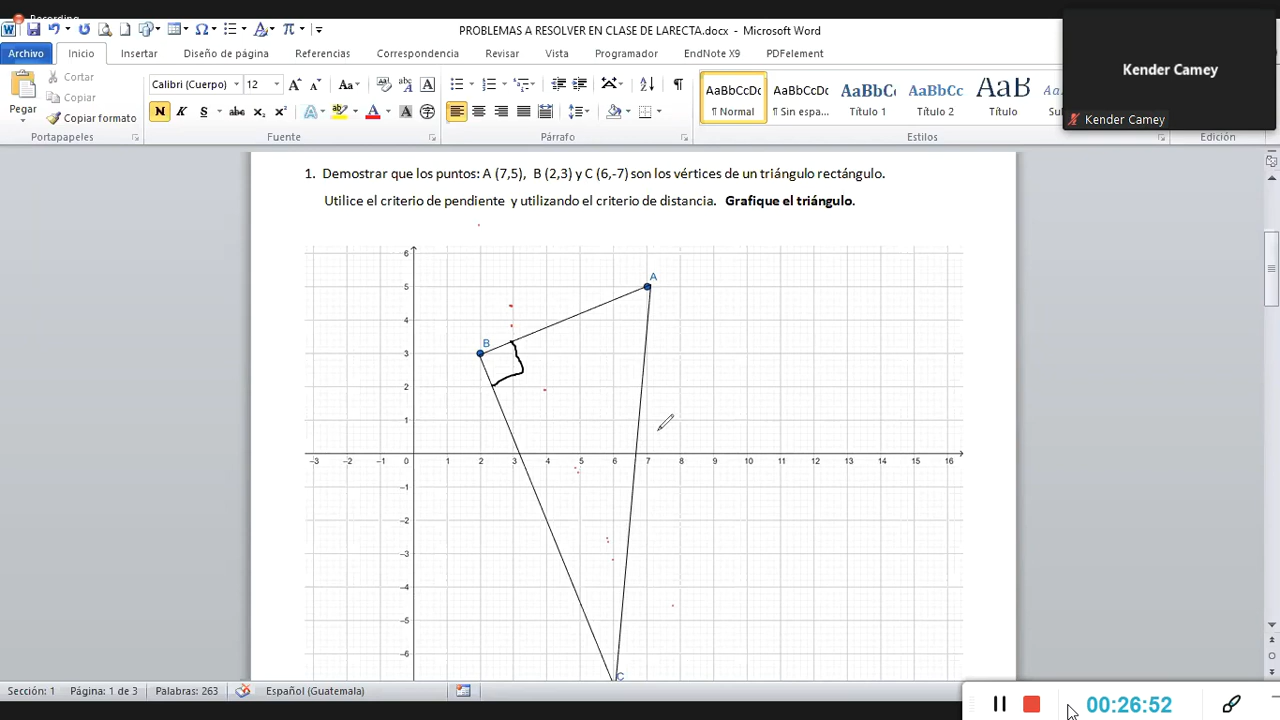 Recording
PROBLEMAS A RESOLVER EN CLASE DE LARECTA.docx - Microsoft Word
Archivo Inicio Insertar Diseño de página Referencias Correspondencia Revisar Vista Programador EndNote X9 PDFelement
Kender Camey
Kender Camey
Pegar
Cortar
Copiar
Copiar formato
Calibri (Cuerpo) 12
N K S abc x₂ x²
AaBbCcDc AaBbCcDc AaBbCc AaBbCc AaB
¶ Normal ¶ Sin espa... Título 1 Título 2 Título
Portapapeles Fuente Párrafo Estilos Edición
1. Demostrar que los puntos: A (7,5), B (2,3) y C (6,-7) son los vértices de un triángulo rectángulo.
Utilice el criterio de pendiente y utilizando el criterio de distancia. Grafique el triángulo.
6
A
5
4
B
3
2
1
−3 −2 −1 0 1 2 3 4 5 6 7 8 9 10 11 12 13 14 15 16
−1
−2
−3
−4
−5
−6
C
Sección: 1 Página: 1 de 3 Palabras: 263 Español (Guatemala)
00:26:52